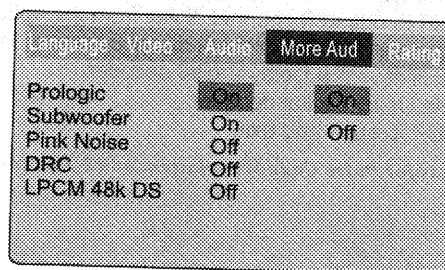 Language Video Audio More Aud Rating
Prologic On On
Subwoofer On Off
Pink Noise Off
DRC Off
LPCM 48k DS Off